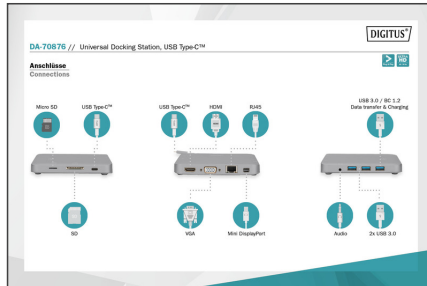 DIGITUS®
DA-70876 // Universal Docking Station, USB Type-C™
Anschlüsse
Connections
Micro SD
USB Type-C™
USB Type-C™
HDMI
RJ45
USB 3.0 / BC 1.2
Data transfer & Charging
SD
VGA
Mini DisplayPort
Audio
2x USB 3.0